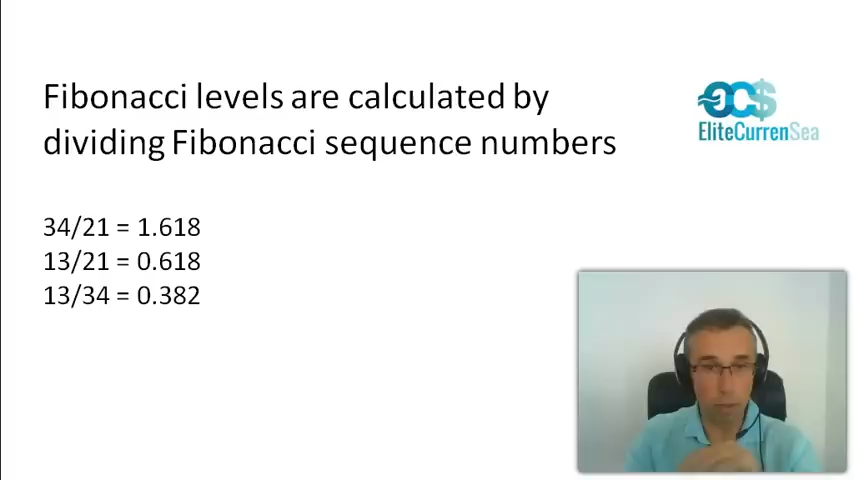 Fibonacci levels are calculated by
dividing Fibonacci sequence numbers
34/21 = 1.618
13/21 = 0.618
13/34 = 0.382
ECS
EliteCurrenSea